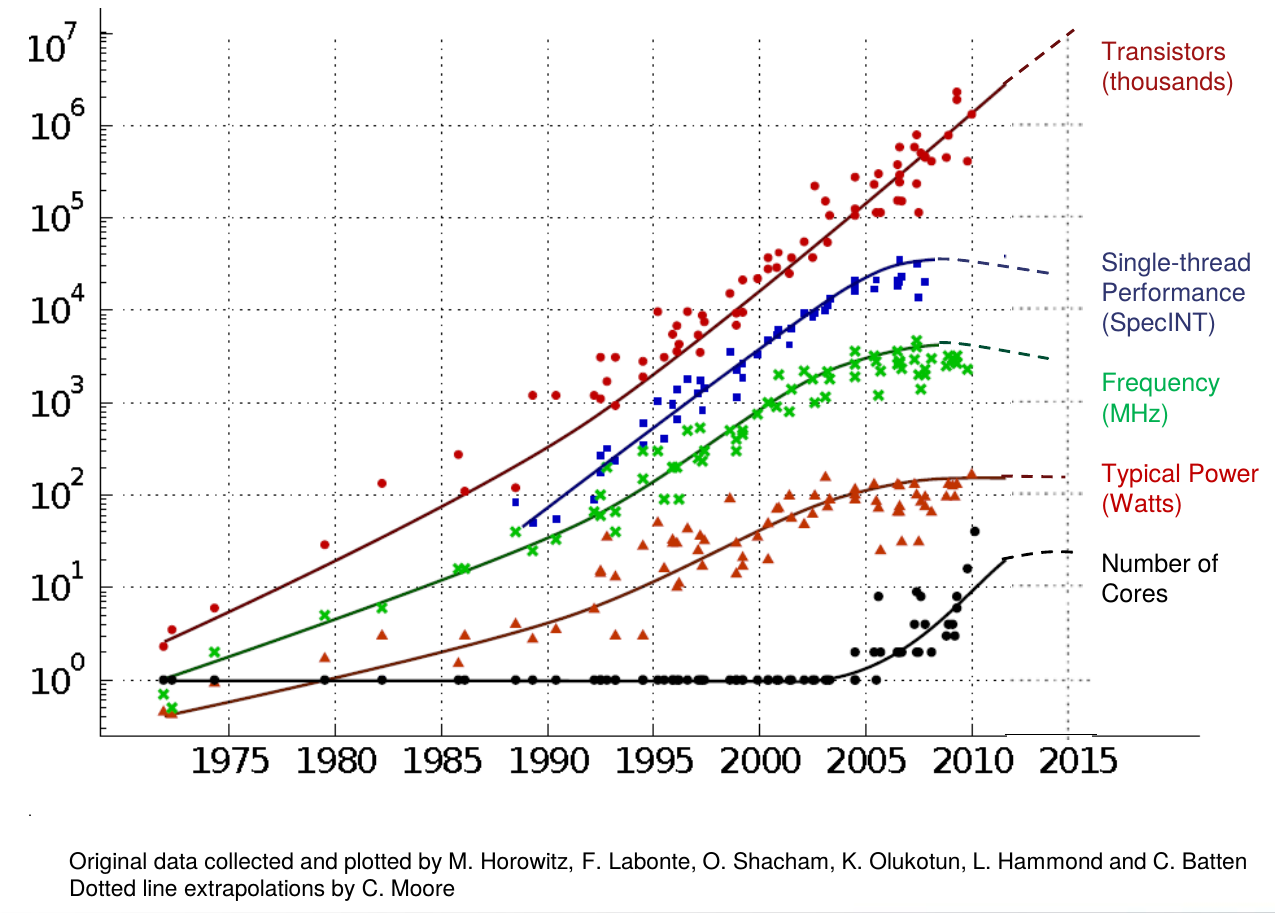 10^7
10^6
10^5
10^4
10^3
10^2
10^1
10^0
1975 1980 1985 1990 1995 2000 2005 2010 2015
Transistors
(thousands)
Single-thread
Performance
(SpecINT)
Frequency
(MHz)
Typical Power
(Watts)
Number of
Cores
Original data collected and plotted by M. Horowitz, F. Labonte, O. Shacham, K. Olukotun, L. Hammond and C. Batten
Dotted line extrapolations by C. Moore